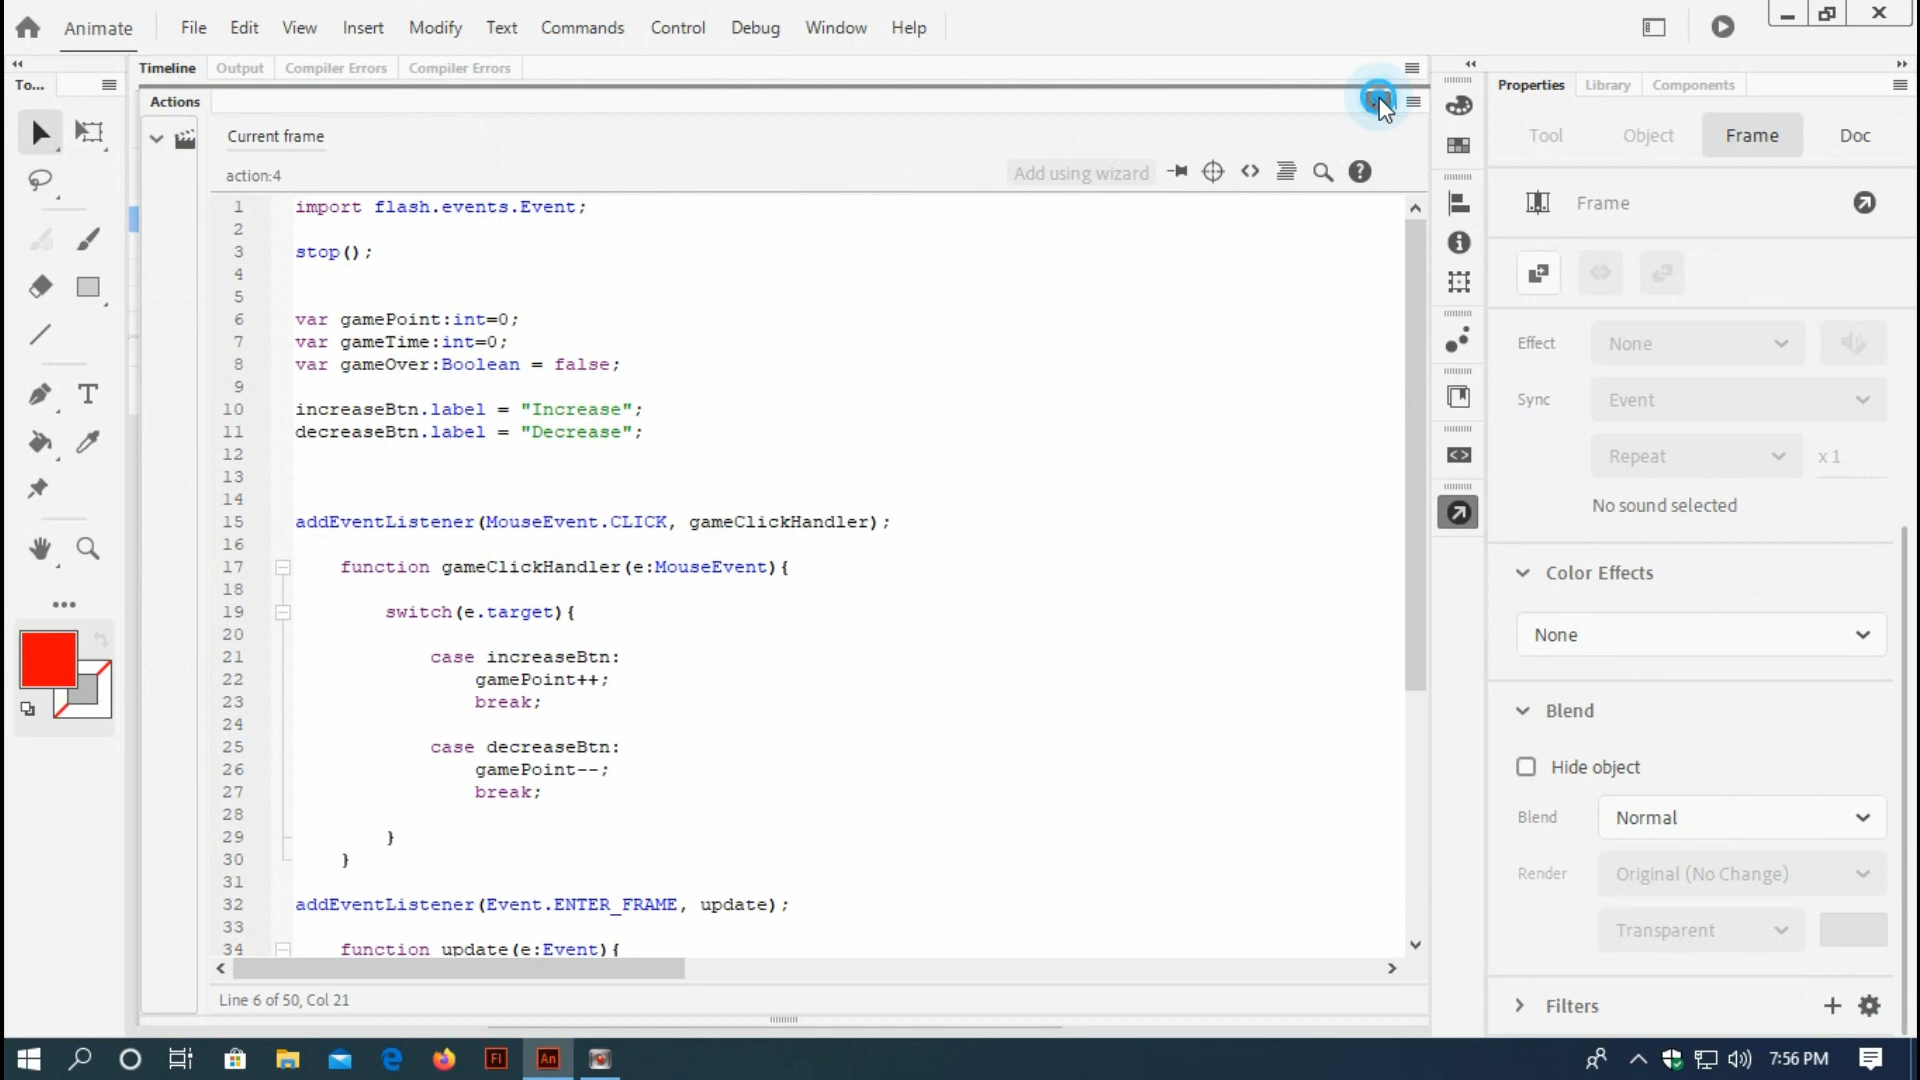 Animate File Edit View Insert Modify Text Commands Control Debug Window Help
To...
Timeline Output Compiler Errors Compiler Errors
Actions
Current frame
action:4
Add using wizard
1 import flash.events.Event;
2
3 stop();
4
5
6 var gamePoint:int=0;
7 var gameTime:int=0;
8 var gameOver:Boolean = false;
9
10 increaseBtn.label = "Increase";
11 decreaseBtn.label = "Decrease";
12
13
14
15 addEventListener(MouseEvent.CLICK, gameClickHandler);
16
17 function gameClickHandler(e:MouseEvent){
18
19 switch(e.target){
20
21 case increaseBtn:
22 gamePoint++;
23 break;
24
25 case decreaseBtn:
26 gamePoint--;
27 break;
28
29 }
30 }
31
32 addEventListener(Event.ENTER_FRAME, update);
33
34 function update(e:Event){
Line 6 of 50, Col 21
Properties Library Components
Tool Object Frame Doc
Frame
Effect None
Sync Event
Repeat x 1
No sound selected
Color Effects
None
Blend
Hide object
Blend Normal
Render Original (No Change)
Transparent
Filters
Fl An 7:56 PM